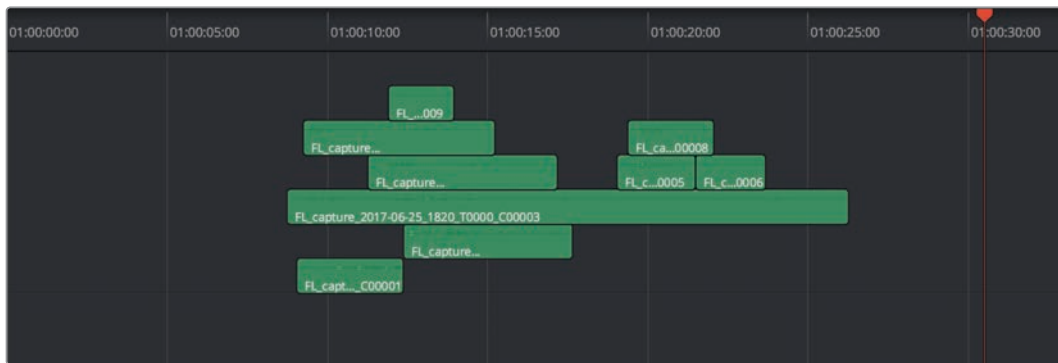 01:00:00:00 01:00:05:00 01:00:10:00 01:00:15:00 01:00:20:00 01:00:25:00 01:00:30:00
FL_...009
FL_capture... FL_ca...00008
FL_capture... FL_c...0005 FL_c...0006
FL_capture_2017-06-25_1820_T0000_C00003
FL_capture...
FL_capt..._C00001